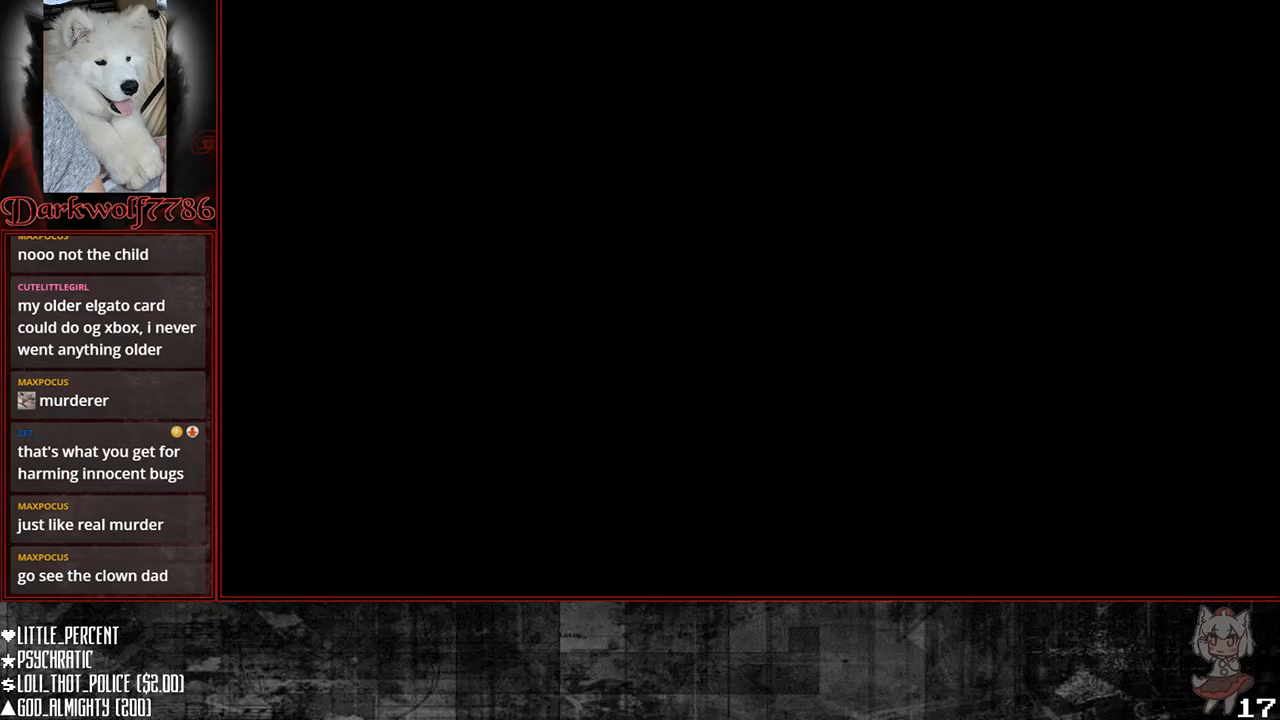 Darkwolf7786
MAXPOCUS
nooo not the child
CUTELITTLEGIRL
my older elgato card
could do og xbox, i never
went anything older
MAXPOCUS
murderer
ZET
that's what you get for
harming innocent bugs
MAXPOCUS
just like real murder
MAXPOCUS
go see the clown dad
LITTLE_PERCENT
PSYCHRATIC
LOLI_THOT_POLICE ($2.00)
GOD_ALMIGHTY (200)
17